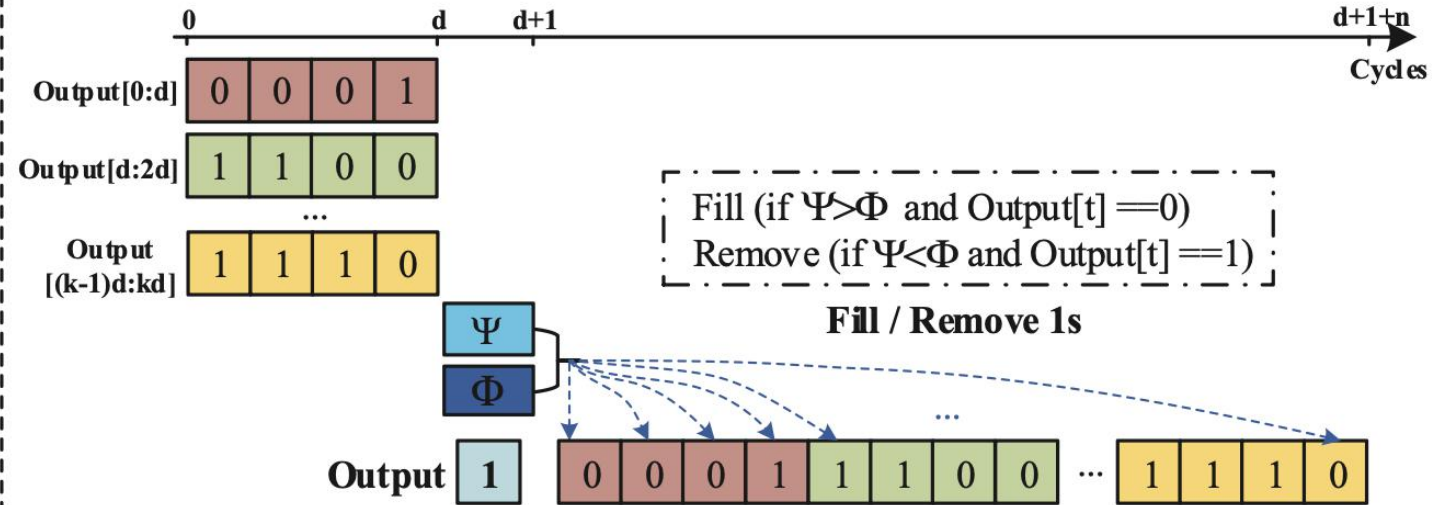 0 d d+1 d+1+n
Cycles
Output[0:d] 0 0 0 1
Output[d:2d] 1 1 0 0
...
Output
[(k-1)d:kd] 1 1 1 0
Fill (if Ψ>Φ and Output[t] ==0)
Remove (if Ψ<Φ and Output[t] ==1)
Fill / Remove 1s
Ψ
Φ
...
Output 1 0 0 0 1 1 1 0 0 ... 1 1 1 0